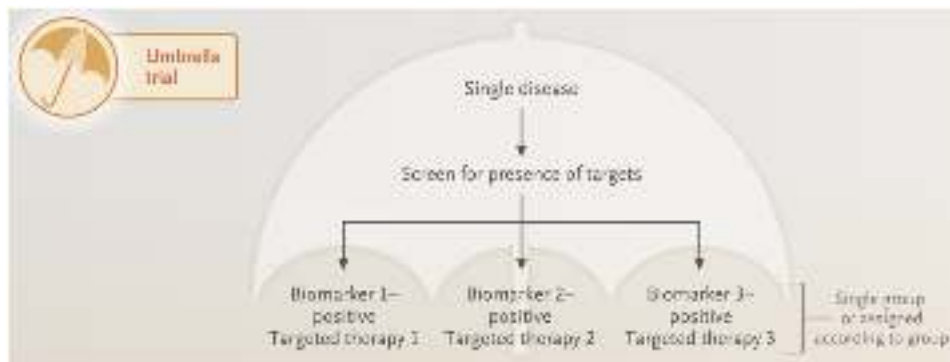 Umbrella
trial
Single disease
Screen for presence of targets
Biomarker 1–
positive
Targeted therapy 1
Biomarker 2–
positive
Targeted therapy 2
Biomarker 3–
positive
Targeted therapy 3
Single group
or assigned
according to group